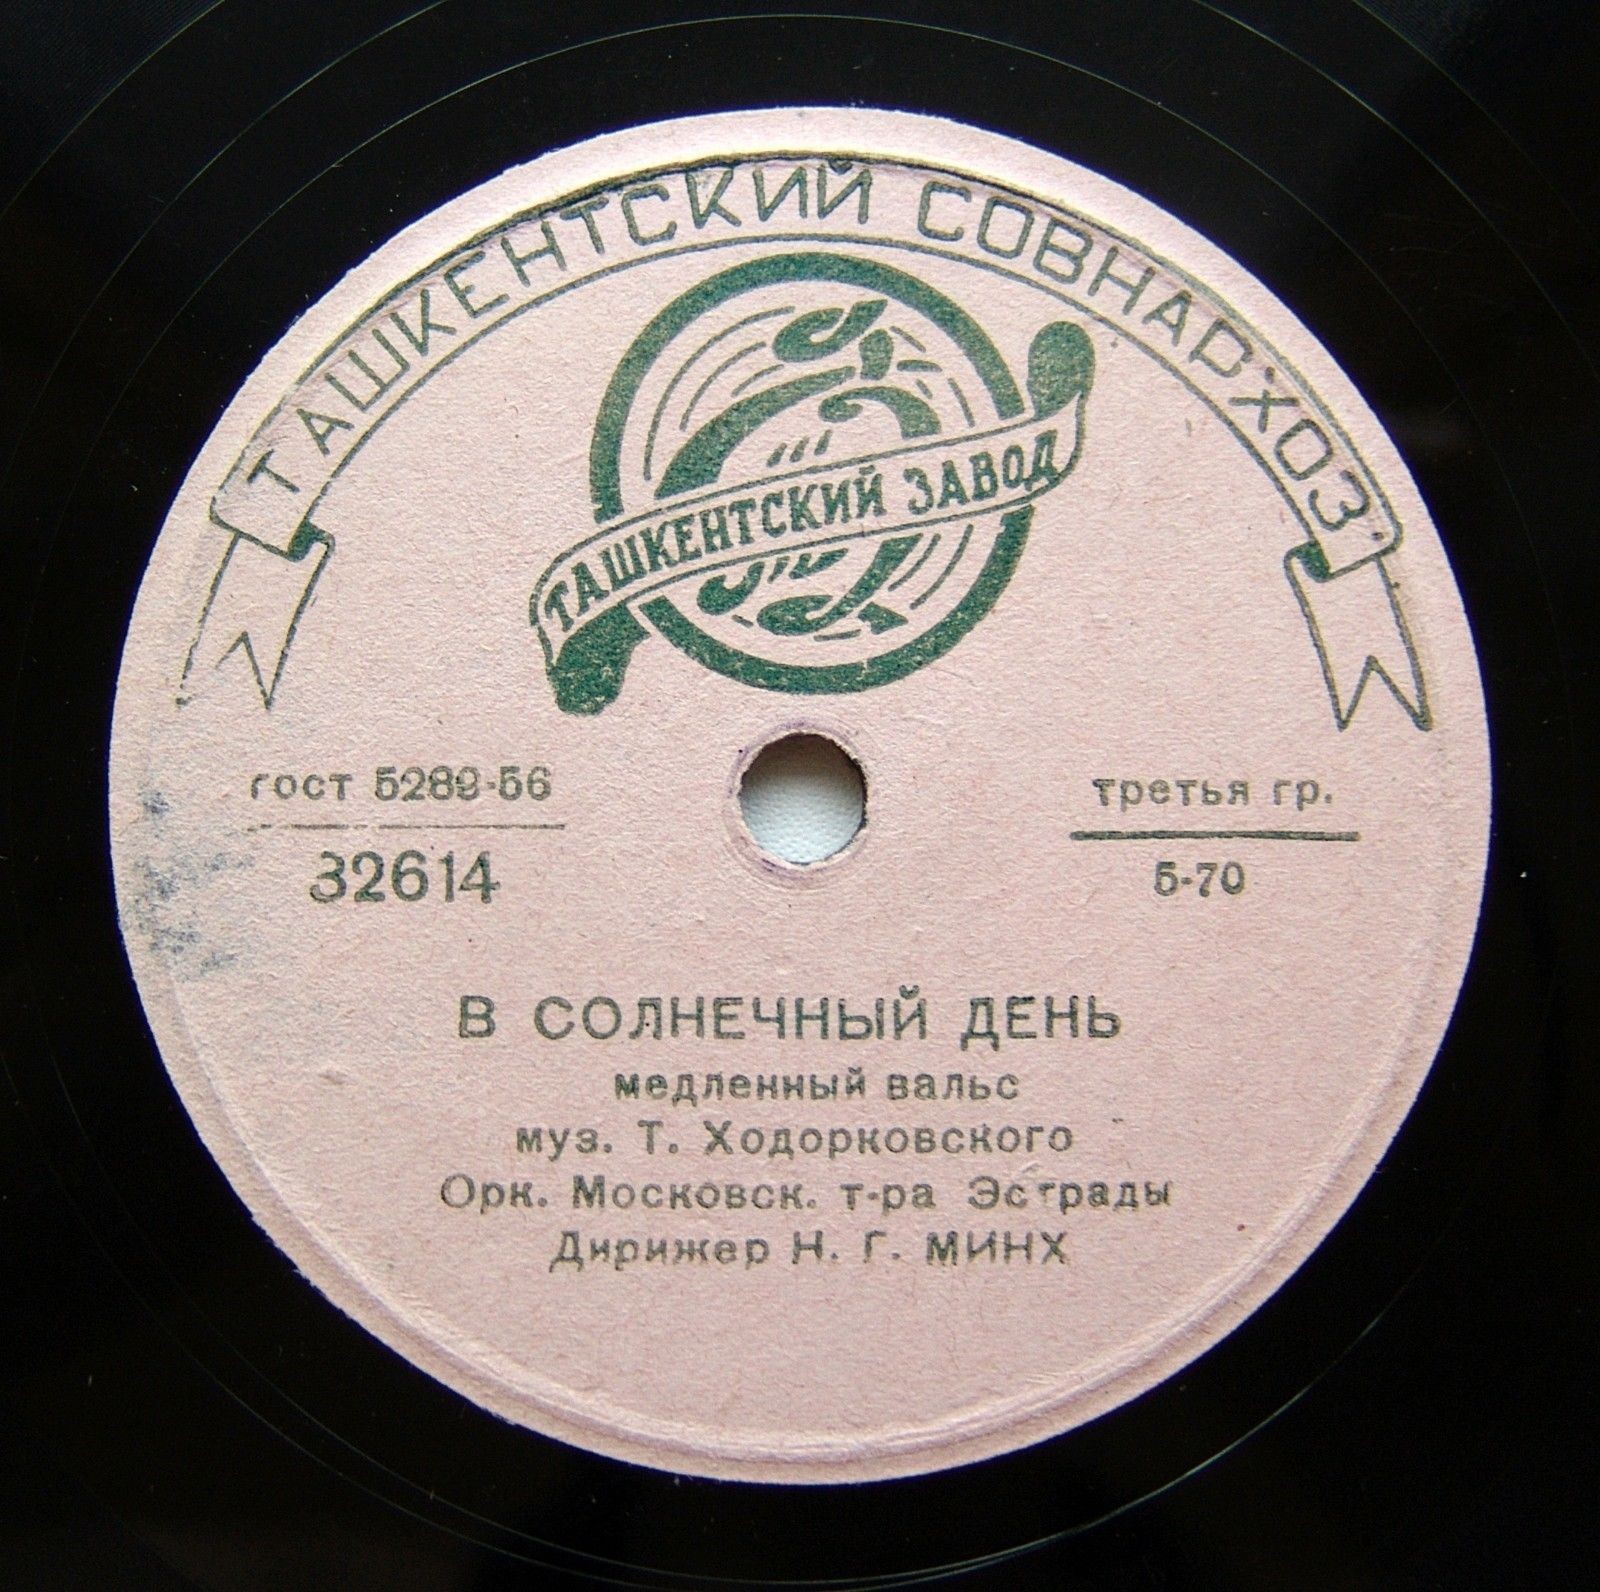 ТАШКЕНТСКИЙ СОВНАРХОЗ
ТАШКЕНТСКИЙ ЗАВОД
гост 5289-56
32614
третья гр.
5-70
В СОЛНЕЧНЫЙ ДЕНЬ
медленный вальс
муз. Т. Ходорковского
Орк. Московск. т-ра Эстрады
Дирижер Н. Г. МИНХ